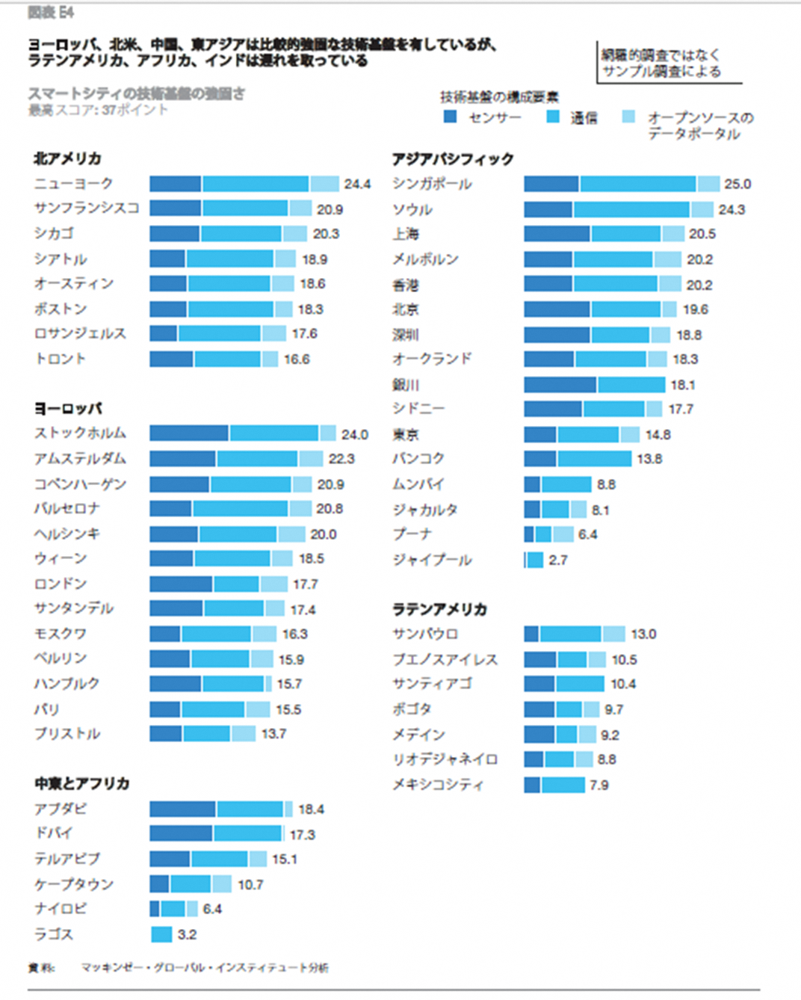 図表 E4
ヨーロッパ、北米、中国、東アジアは比較的強固な技術基盤を有しているが、
ラテンアメリカ、アフリカ、インドは遅れを取っている
網羅的調査ではなく
サンプル調査による
スマートシティの技術基盤の強固さ
最高スコア: 37ポイント
技術基盤の構成要素
センサー 通信 オープンソースの
データポータル
北アメリカ
ニューヨーク 24.4
サンフランシスコ 20.9
シカゴ 20.3
シアトル 18.9
オースティン 18.6
ボストン 18.3
ロサンジェルス 17.6
トロント 16.6
ヨーロッパ
ストックホルム 24.0
アムステルダム 22.3
コペンハーゲン 20.9
バルセロナ 20.8
ヘルシンキ 20.0
ウィーン 18.5
ロンドン 17.7
サンタンデル 17.4
モスクワ 16.3
ベルリン 15.9
ハンブルク 15.7
パリ 15.5
ブリストル 13.7
中東とアフリカ
アブダビ 18.4
ドバイ 17.3
テルアビブ 15.1
ケープタウン 10.7
ナイロビ 6.4
ラゴス 3.2
アジアパシフィック
シンガポール 25.0
ソウル 24.3
上海 20.5
メルボルン 20.2
香港 20.2
北京 19.6
深圳 18.8
オークランド 18.3
銀川 18.1
シドニー 17.7
東京 14.8
バンコク 13.8
ムンバイ 8.8
ジャカルタ 8.1
プーナ 6.4
ジャイプール 2.7
ラテンアメリカ
サンパウロ 13.0
ブエノスアイレス 10.5
サンティアゴ 10.4
ボゴタ 9.7
メデイン 9.2
リオデジャネイロ 8.8
メキシコシティ 7.9
資料: マッキンゼー・グローバル・インスティテュート分析